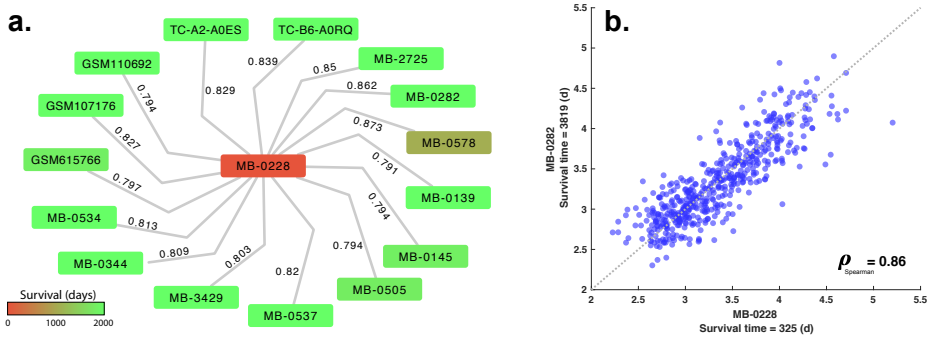 a.
TC-A2-A0ES
TC-B6-A0RQ
GSM110692
MB-2725
0.839
0.85
0.794
0.829
0.862
MB-0282
GSM107176
0.873
0.827
MB-0578
GSM615766
MB-0228
0.791
0.797
MB-0139
0.794
MB-0534
0.813
0.794
MB-0145
MB-0344
0.809
0.803
0.82
MB-0505
MB-3429
MB-0537
Survival (days)
0
1000
2000
b.
5.5
5
4.5
4
3.5
3
2.5
2
MB-0282
Survival time = 3819 (d)
ρ Spearman = 0.86
2
2.5
3
3.5
4
4.5
5
5.5
MB-0228
Survival time = 325 (d)